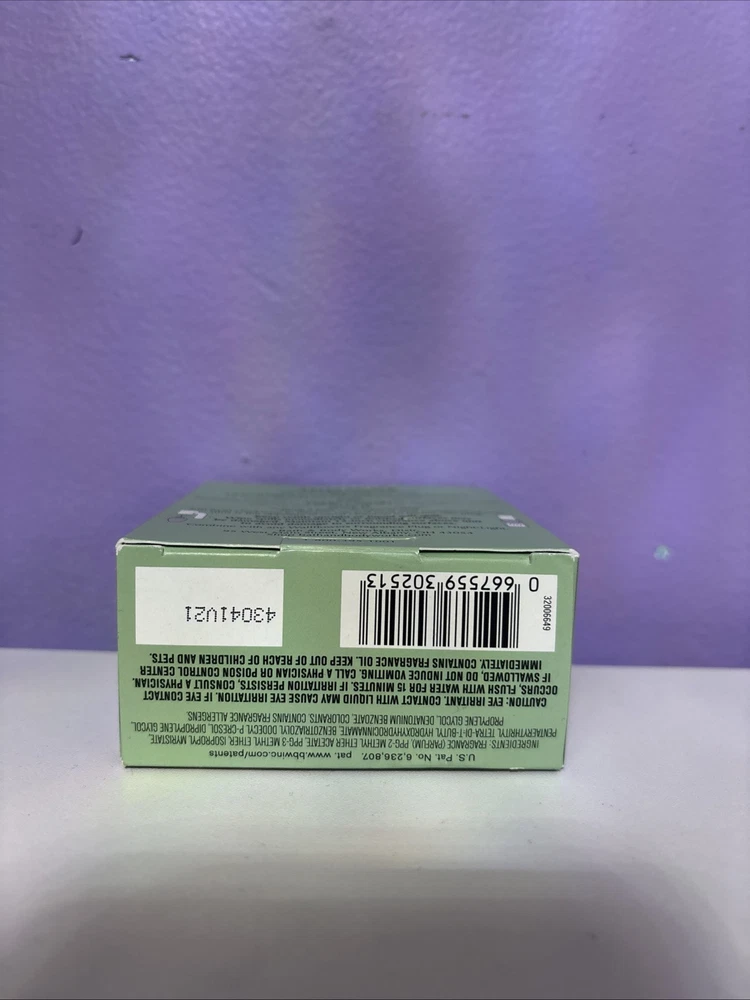 U.S. Pat. No. 6,236,807. pat. www.bbwinc.com/patents
INGREDIENTS: FRAGRANCE (PARFUM), PPG-2 METHYL ETHER ACETATE, PPG-3 METHYL ETHER, ISOPROPYL MYRISTATE,
PENTAERYTHRITYL TETRA-DI-T-BUTYL HYDROXYHYDROCINNAMATE, BENZOTRIAZOLYL DODECYL P-CRESOL, DIPROPYLENE GLYCOL,
PROPYLENE GLYCOL, DENATONIUM BENZOATE, COLORANTS. CONTAINS FRAGRANCE ALLERGENS.
CAUTION: EYE IRRITANT. CONTACT WITH LIQUID MAY CAUSE EYE IRRITATION. IF EYE CONTACT
OCCURS, FLUSH WITH WATER FOR 15 MINUTES. IF IRRITATION PERSISTS, CONSULT A PHYSICIAN.
IF SWALLOWED, DO NOT INDUCE VOMITING. CALL A PHYSICIAN OR POISON CONTROL CENTER
IMMEDIATELY. CONTAINS FRAGRANCE OIL. KEEP OUT OF REACH OF CHILDREN AND PETS.
32006649
0 667559 302513
43041V21